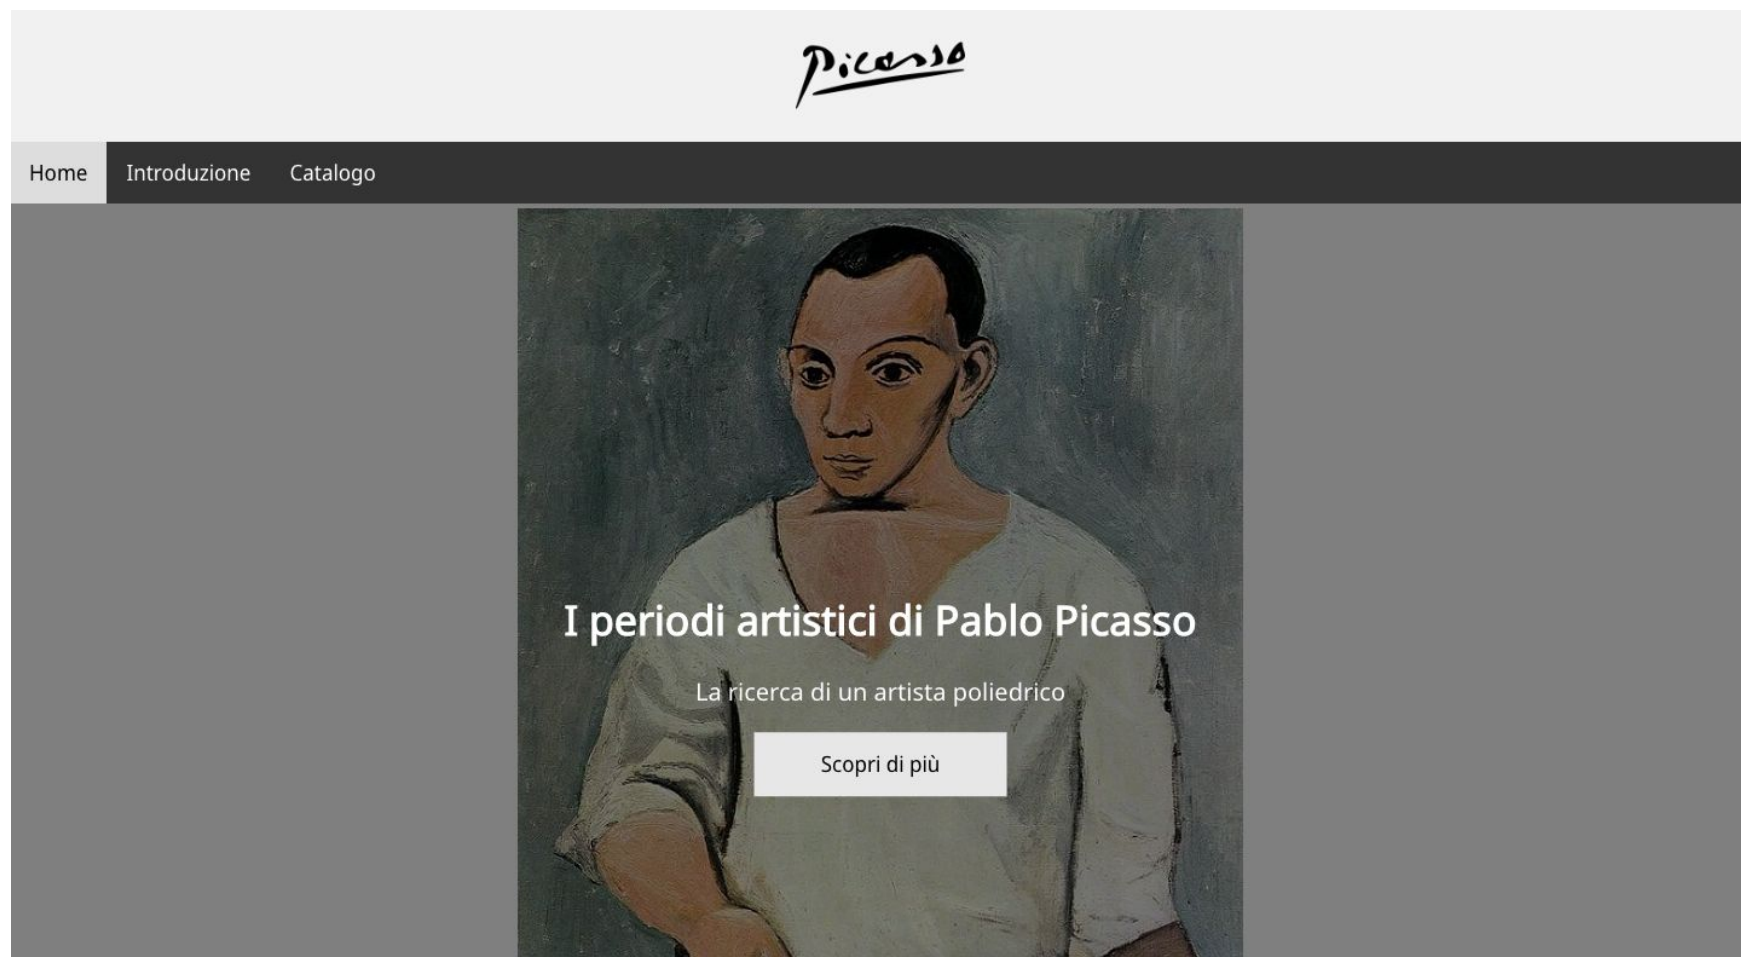 Picasso
Home Introduzione Catalogo
I periodi artistici di Pablo Picasso
La ricerca di un artista poliedrico
Scopri di più